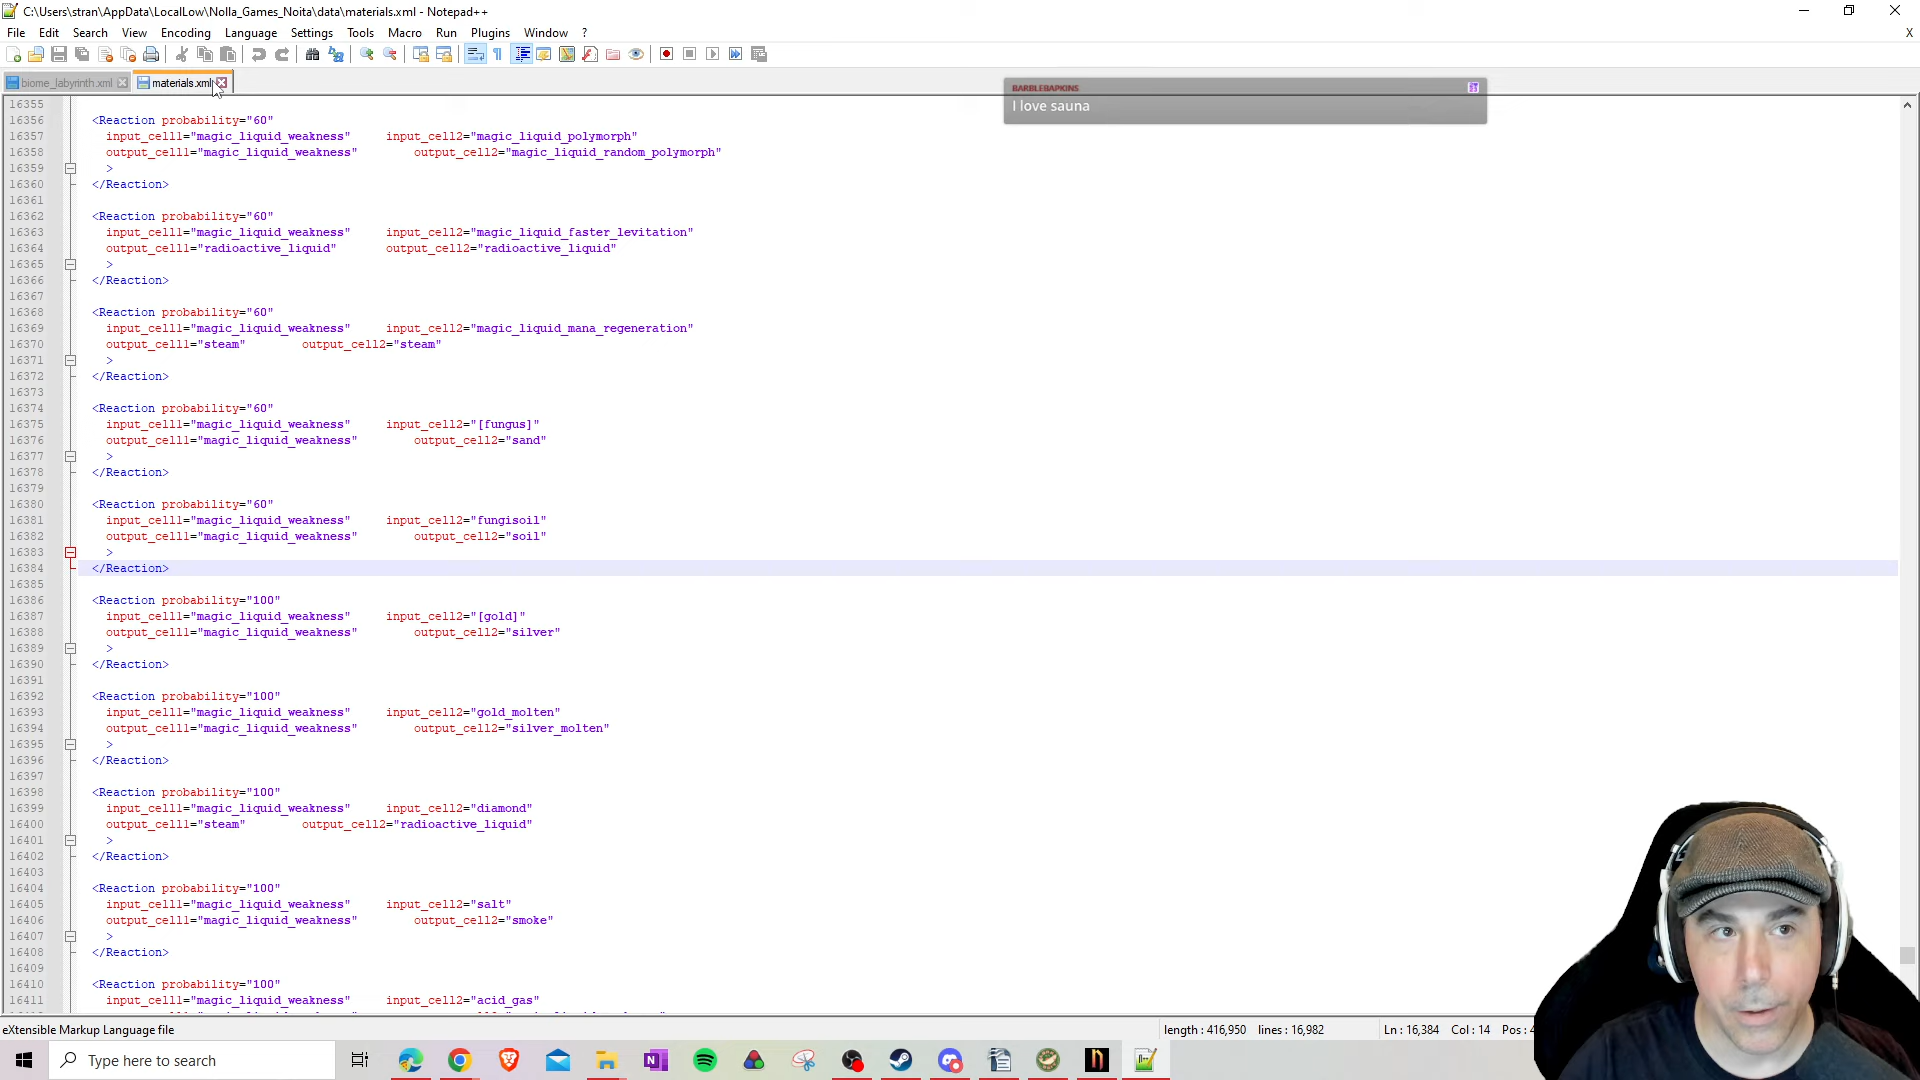 C:\Users\stran\AppData\LocalLow\Nolla_Games_Noita\data\materials.xml - Notepad++
File Edit Search View Encoding Language Settings Tools Macro Run Plugins Window ? X
biome_labyrinth.xml materials.xml
BARBLEBAPKINS
I love sauna
16355
16356 <Reaction probability="60"
16357 input_cell1="magic_liquid_weakness" input_cell2="magic_liquid_polymorph"
16358 output_cell1="magic_liquid_weakness" output_cell2="magic_liquid_random_polymorph"
16359 >
16360 </Reaction>
16361
16362 <Reaction probability="60"
16363 input_cell1="magic_liquid_weakness" input_cell2="magic_liquid_faster_levitation"
16364 output_cell1="radioactive_liquid" output_cell2="radioactive_liquid"
16365 >
16366 </Reaction>
16367
16368 <Reaction probability="60"
16369 input_cell1="magic_liquid_weakness" input_cell2="magic_liquid_mana_regeneration"
16370 output_cell1="steam" output_cell2="steam"
16371 >
16372 </Reaction>
16373
16374 <Reaction probability="60"
16375 input_cell1="magic_liquid_weakness" input_cell2="[fungus]"
16376 output_cell1="magic_liquid_weakness" output_cell2="sand"
16377 >
16378 </Reaction>
16379
16380 <Reaction probability="60"
16381 input_cell1="magic_liquid_weakness" input_cell2="fungisoil"
16382 output_cell1="magic_liquid_weakness" output_cell2="soil"
16383 >
16384 </Reaction>
16385
16386 <Reaction probability="100"
16387 input_cell1="magic_liquid_weakness" input_cell2="[gold]"
16388 output_cell1="magic_liquid_weakness" output_cell2="silver"
16389 >
16390 </Reaction>
16391
16392 <Reaction probability="100"
16393 input_cell1="magic_liquid_weakness" input_cell2="gold_molten"
16394 output_cell1="magic_liquid_weakness" output_cell2="silver_molten"
16395 >
16396 </Reaction>
16397
16398 <Reaction probability="100"
16399 input_cell1="magic_liquid_weakness" input_cell2="diamond"
16400 output_cell1="steam" output_cell2="radioactive_liquid"
16401 >
16402 </Reaction>
16403
16404 <Reaction probability="100"
16405 input_cell1="magic_liquid_weakness" input_cell2="salt"
16406 output_cell1="magic_liquid_weakness" output_cell2="smoke"
16407 >
16408 </Reaction>
16409
16410 <Reaction probability="100"
16411 input_cell1="magic_liquid_weakness" input_cell2="acid_gas"
eXtensible Markup Language file length : 416,950 lines : 16,982 Ln : 16,384 Col : 14 Pos : 4
Type here to search